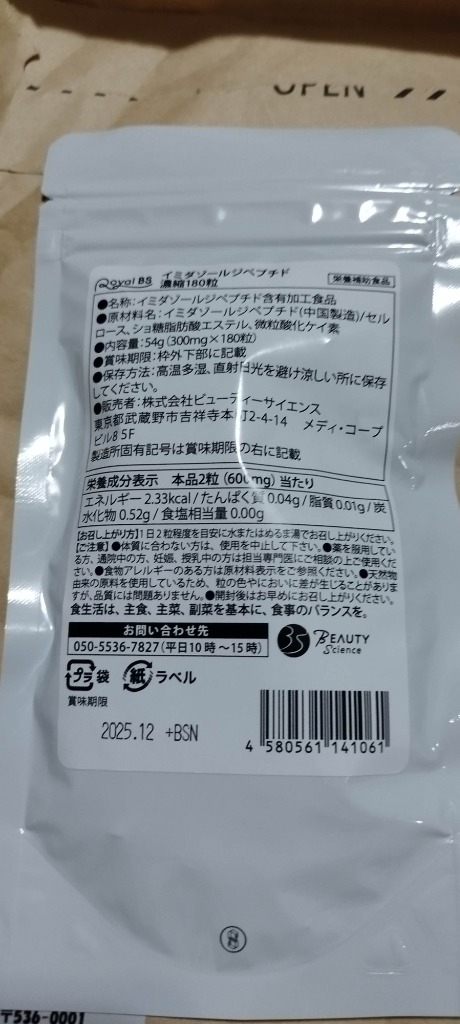 OPEN
Royal BS イミダゾールジペプチド 濃縮180粒 栄養補助食品
●名称:イミダゾールジペプチド含有加工食品
●原材料名:イミダゾールジペプチド(中国製造)/セル
ロース、ショ糖脂肪酸エステル、微粒酸化ケイ素
●内容量:54g(300mg×180粒)
●賞味期限:枠外下部に記載
●保存方法:高温多湿、直射日光を避け涼しい所に保存
してください。
●販売者:株式会社ビューティーサイエンス
東京都武蔵野市吉祥寺本町2-4-14 メディ・コープ
ビル8 5F
製造所固有記号は賞味期限の右に記載
栄養成分表示 本品2粒(600mg)当たり
エネルギー 2.33kcal / たんぱく質 0.04g / 脂質 0.01g / 炭
水化物 0.52g / 食塩相当量 0.00g
【お召し上がり方】1日2粒程度を目安に水またはぬるま湯でお召し上がりください。
【ご注意】●体質に合わない方は、使用を中止して下さい。●薬を服用してい
る方、通院中の方、妊娠、授乳中の方は担当専門医にご相談の上ご使用くだ
さい。●食物アレルギーのある方は原材料表示をご参照ください。●天然物
由来の原料を使用しているため、粒の色やにおいに差が生じることがありま
すが、品質には問題ありません。●開封後はお早めにお召し上がりください。
食生活は、主食、主菜、副菜を基本に、食事のバランスを。
お問い合わせ先
050-5536-7827(平日10時~15時)
BS BEAUTY Science
プラ 袋 紙 ラベル
賞味期限
2025.12 +BSN
4 580561 141061
〒536-0001